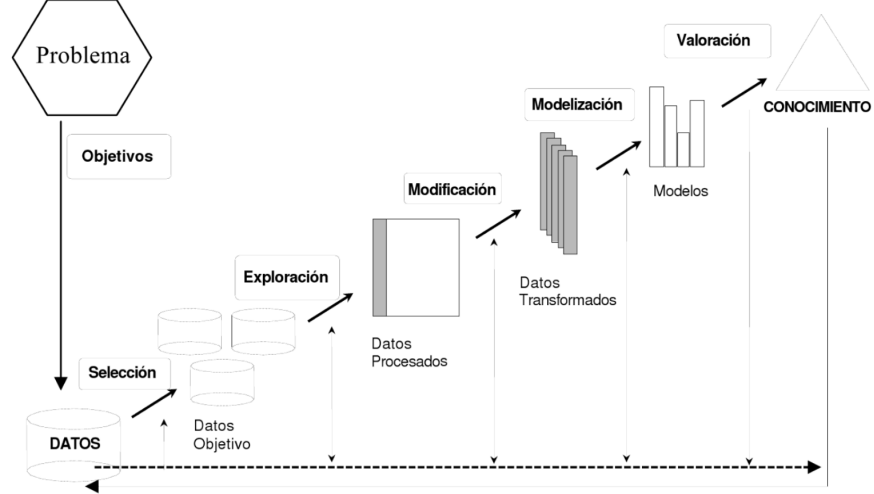 Problema
Objetivos
Valoración
CONOCIMIENTO
Modelización
Modelos
Modificación
Datos
Transformados
Exploración
Datos
Procesados
Selección
Datos
Objetivo
DATOS